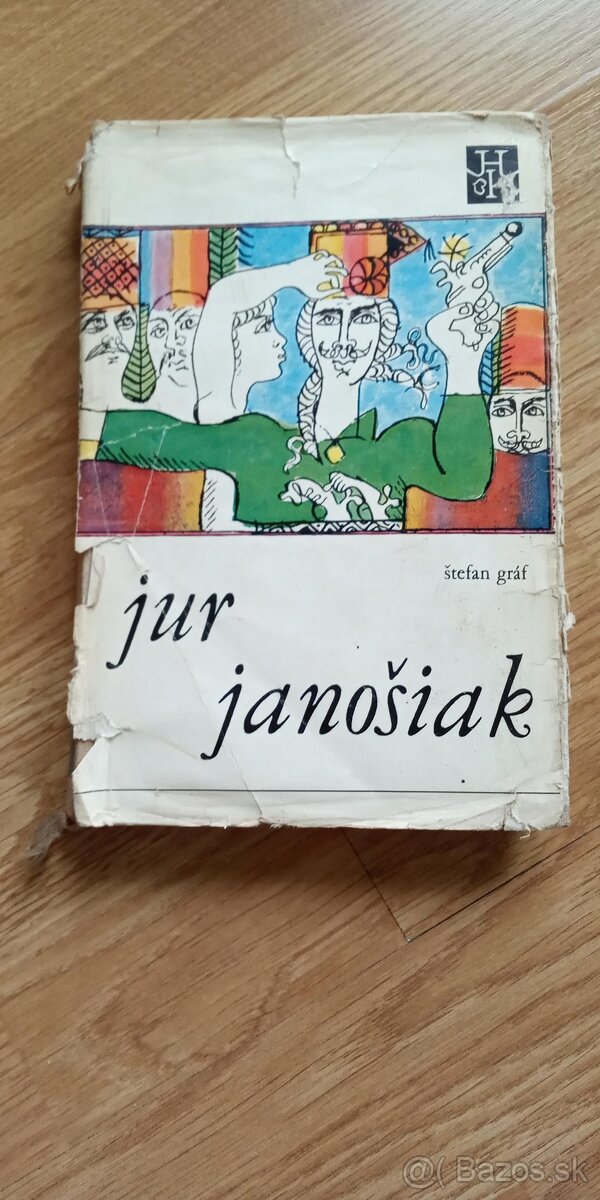 štefan gráf
jur
janošiak
@( Bazos.sk